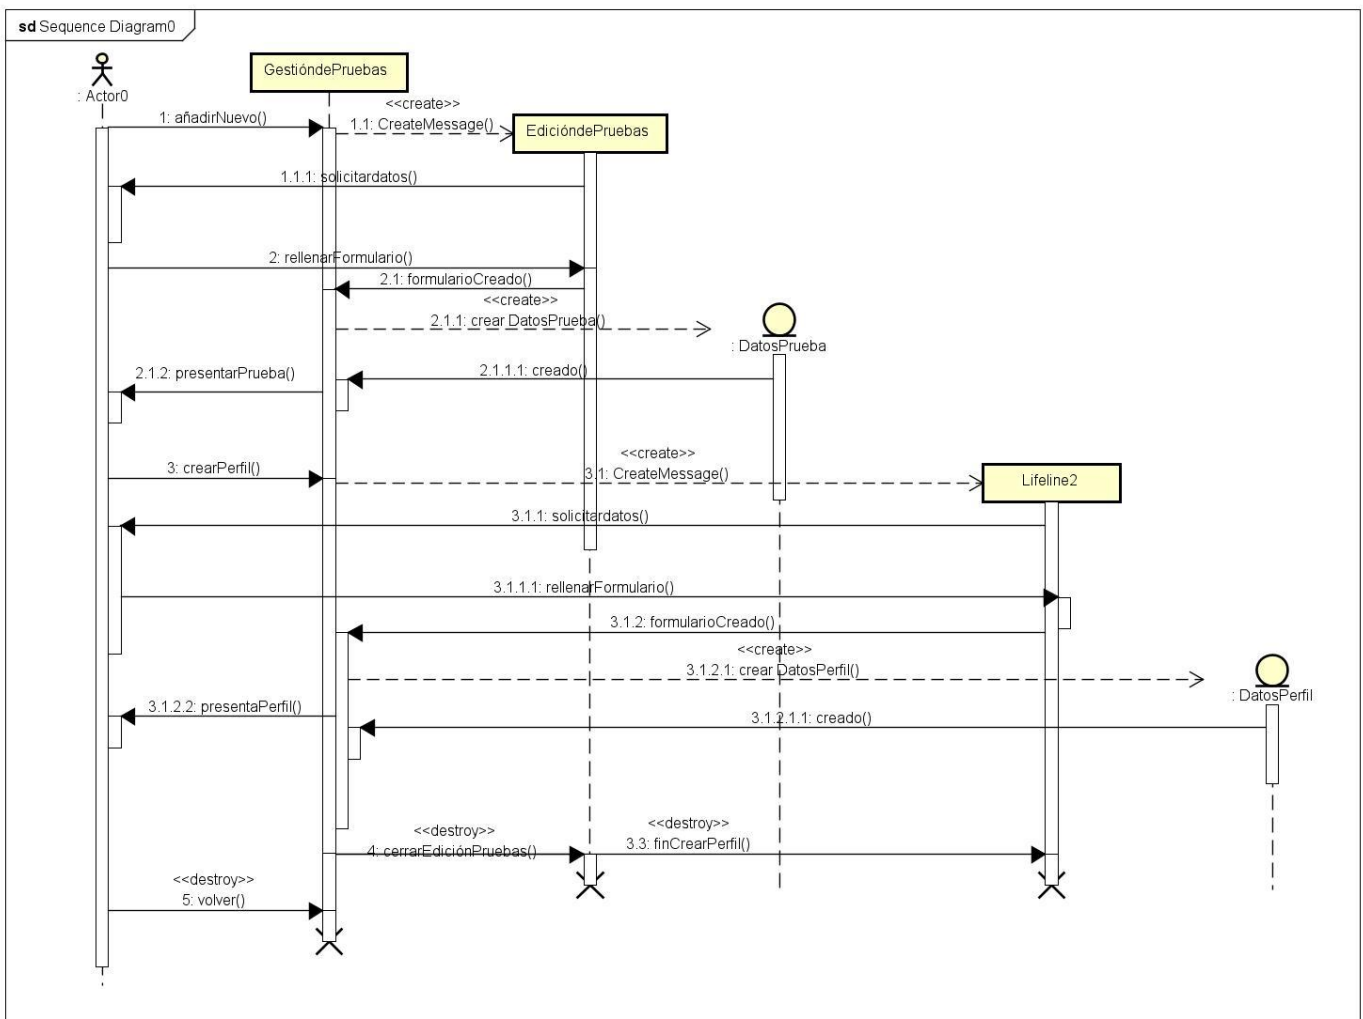 sd Sequence Diagram0
: Actor0
GestióndePruebas
1: añadirNuevo()
<<create>>
1.1: CreateMessage()
EdicióndePruebas
1.1.1: solicitardatos()
2: rellenarFormulario()
2.1: formularioCreado()
<<create>>
2.1.1: crear DatosPrueba()
: DatosPrueba
2.1.1.1: creado()
2.1.2: presentarPrueba()
<<create>>
3: crearPerfil()
3.1: CreateMessage()
Lifeline2
3.1.1: solicitardatos()
3.1.1.1: rellenarFormulario()
3.1.2: formularioCreado()
<<create>>
3.1.2.1: crear DatosPerfil()
: DatosPerfil
3.1.2.2: presentaPerfil()
3.1.2.1.1: creado()
<<destroy>>
4: cerrarEdiciónPruebas()
<<destroy>>
3.3: finCrearPerfil()
<<destroy>>
5: volver()